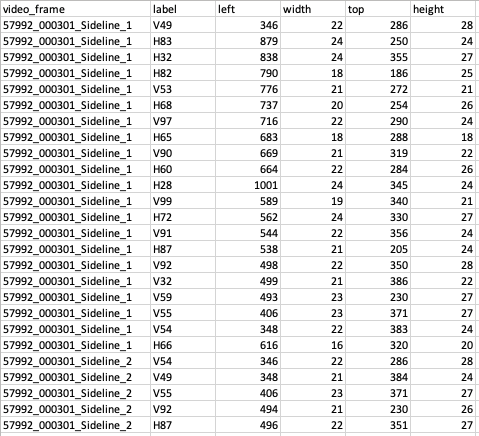 video_frame label left width top height
57992_000301_Sideline_1 V49 346 22 286 28
57992_000301_Sideline_1 H83 879 24 250 24
57992_000301_Sideline_1 H32 838 24 355 27
57992_000301_Sideline_1 H82 790 18 186 25
57992_000301_Sideline_1 V53 776 21 272 21
57992_000301_Sideline_1 H68 737 20 254 26
57992_000301_Sideline_1 V97 716 22 290 24
57992_000301_Sideline_1 H65 683 18 288 18
57992_000301_Sideline_1 V90 669 21 319 22
57992_000301_Sideline_1 H60 664 22 284 26
57992_000301_Sideline_1 H28 1001 24 345 24
57992_000301_Sideline_1 V99 589 19 340 21
57992_000301_Sideline_1 H72 562 24 330 27
57992_000301_Sideline_1 V91 544 22 356 24
57992_000301_Sideline_1 H87 538 21 205 24
57992_000301_Sideline_1 V92 498 22 350 28
57992_000301_Sideline_1 V32 499 21 386 22
57992_000301_Sideline_1 V59 493 23 230 27
57992_000301_Sideline_1 V55 406 23 371 27
57992_000301_Sideline_1 V54 348 22 383 24
57992_000301_Sideline_1 H66 616 16 320 20
57992_000301_Sideline_2 V54 346 22 286 28
57992_000301_Sideline_2 V49 348 21 384 24
57992_000301_Sideline_2 V55 406 23 371 27
57992_000301_Sideline_2 V92 494 21 230 26
57992_000301_Sideline_2 H87 496 22 351 27